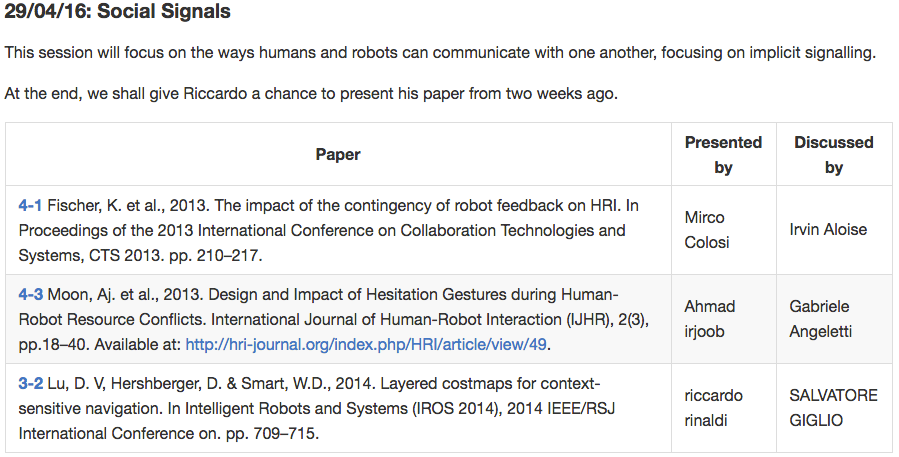 29/04/16: Social Signals
This session will focus on the ways humans and robots can communicate with one another, focusing on implicit signalling.
At the end, we shall give Riccardo a chance to present his paper from two weeks ago.
Paper
Presented
by
Discussed
by
4-1 Fischer, K. et al., 2013. The impact of the contingency of robot feedback on HRI. In
Proceedings of the 2013 International Conference on Collaboration Technologies and
Systems, CTS 2013. pp. 210–217.
Mirco
Colosi
Irvin Aloise
4-3 Moon, Aj. et al., 2013. Design and Impact of Hesitation Gestures during Human-
Robot Resource Conflicts. International Journal of Human-Robot Interaction (IJHR), 2(3),
pp.18–40. Available at: http://hri-journal.org/index.php/HRI/article/view/49.
Ahmad
irjoob
Gabriele
Angeletti
3-2 Lu, D. V, Hershberger, D. & Smart, W.D., 2014. Layered costmaps for context-
sensitive navigation. In Intelligent Robots and Systems (IROS 2014), 2014 IEEE/RSJ
International Conference on. pp. 709–715.
riccardo
rinaldi
SALVATORE
GIGLIO